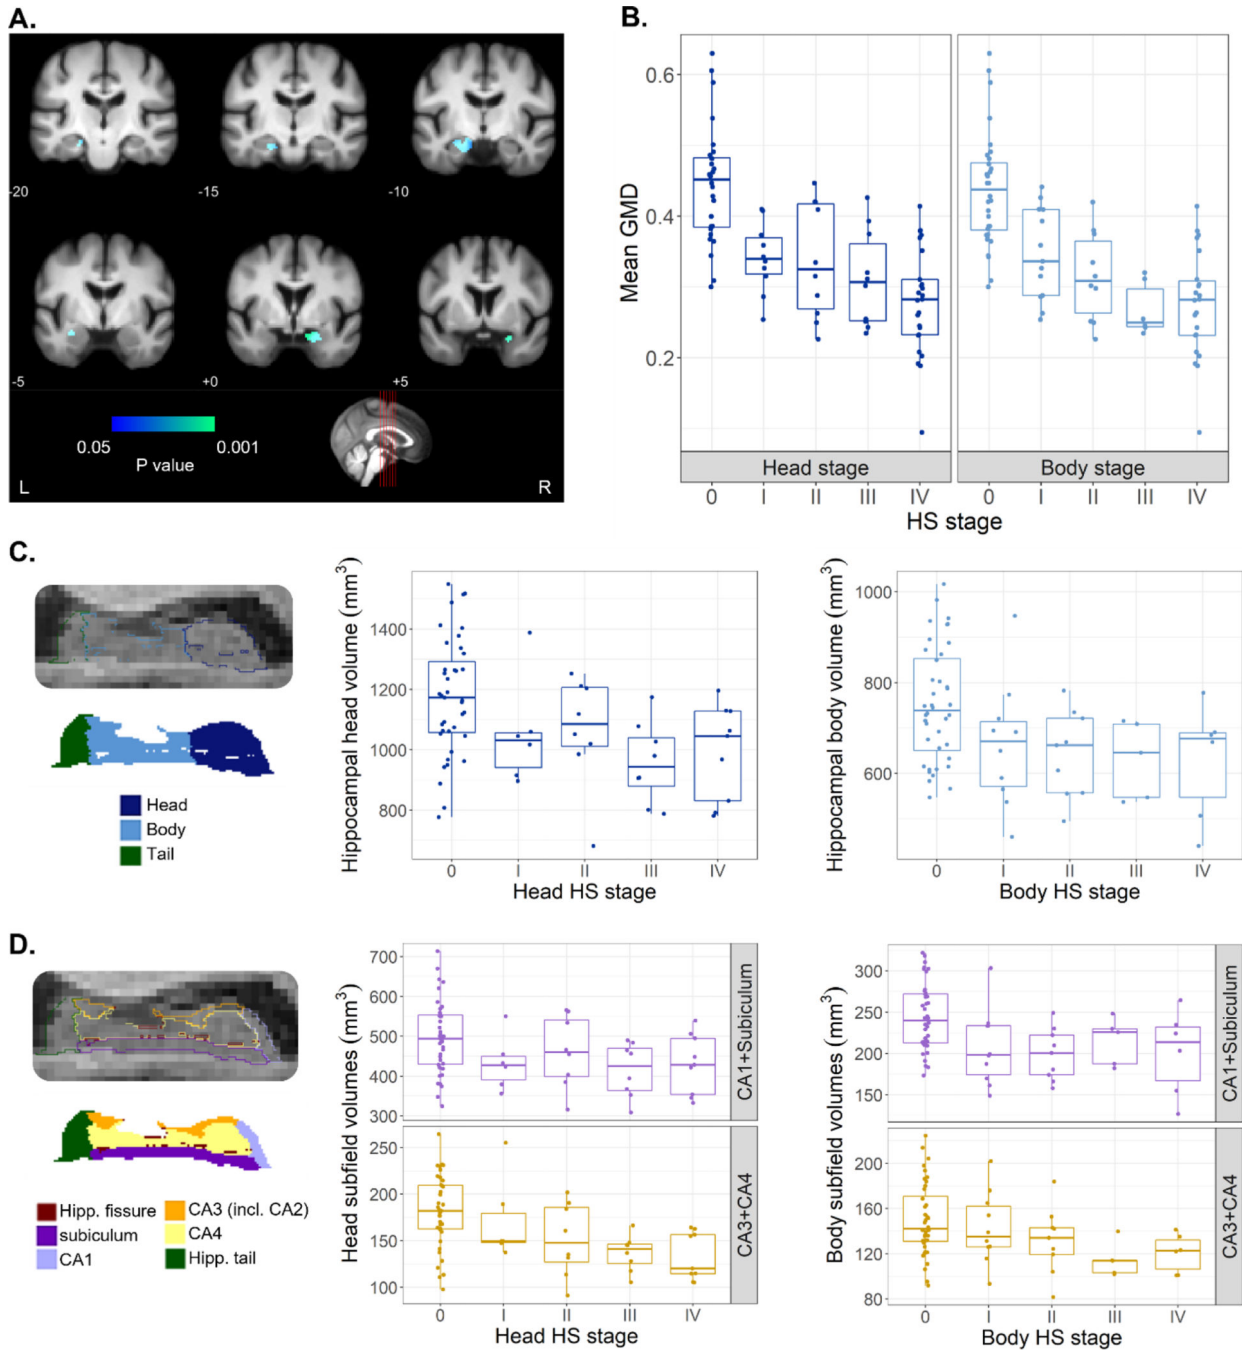 A.
-20
-15
-10
-5
+0
+5
0.05
0.001
P value
L
R
B.
Mean GMD
0.6
0.4
0.2
Head stage
Body stage
0
I
II
III
IV
0
I
II
III
IV
HS stage
C.
Head
Body
Tail
Hippocampal head volume (mm³)
1400
1200
1000
800
0
I
II
III
IV
Head HS stage
Hippocampal body volume (mm³)
1000
800
600
0
I
II
III
IV
Body HS stage
D.
Hipp. fissure
subiculum
CA1
CA3 (incl. CA2)
CA4
Hipp. tail
Head subfield volumes (mm³)
700
600
500
400
300
CA1+Subiculum
250
200
150
100
CA3+CA4
0
I
II
III
IV
Head HS stage
Body subfield volumes (mm³)
300
250
200
150
CA1+Subiculum
200
160
120
80
CA3+CA4
0
I
II
III
IV
Body HS stage